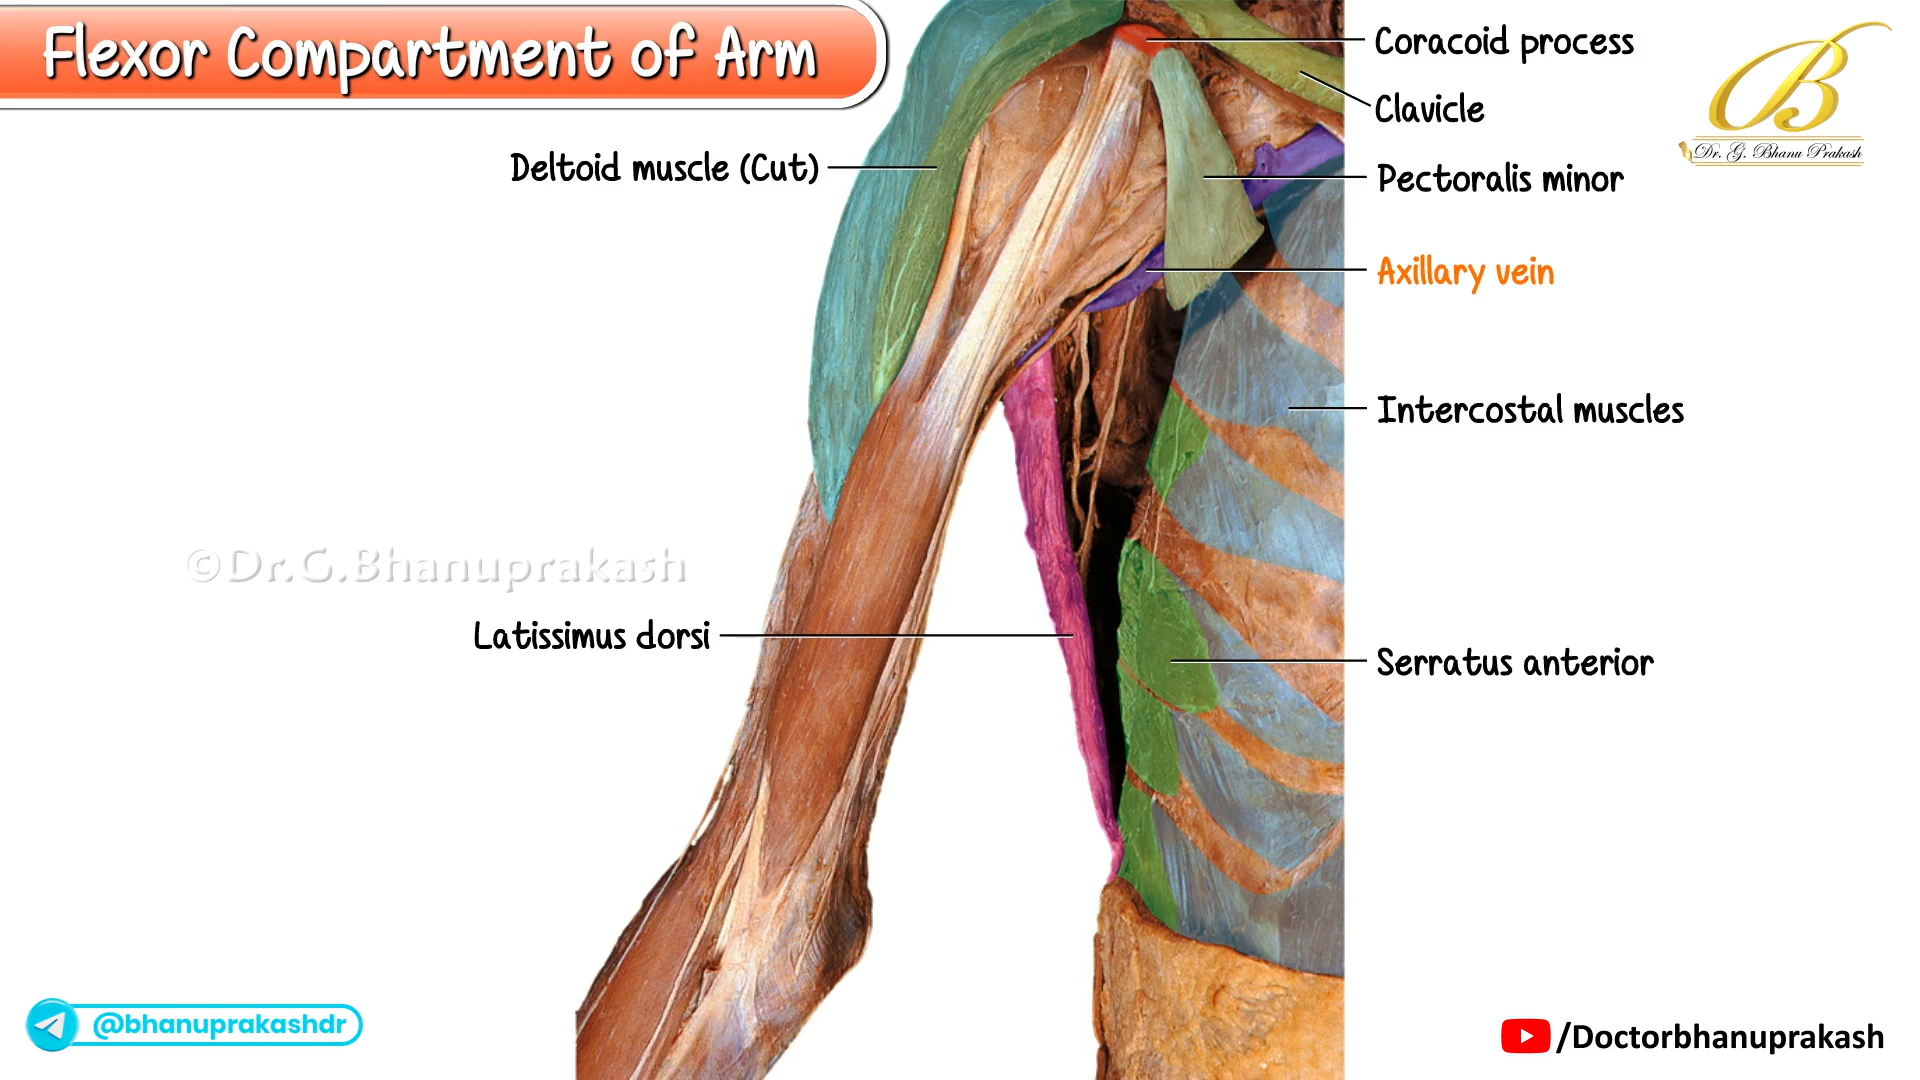 Flexor Compartment of Arm
Coracoid process
Clavicle
Dr. G. Bhanu Prakash
Deltoid muscle (Cut)
Pectoralis minor
Axillary vein
Intercostal muscles
©Dr.G.Bhanuprakash
Latissimus dorsi
Serratus anterior
@bhanuprakashdr
/Doctorbhanuprakash